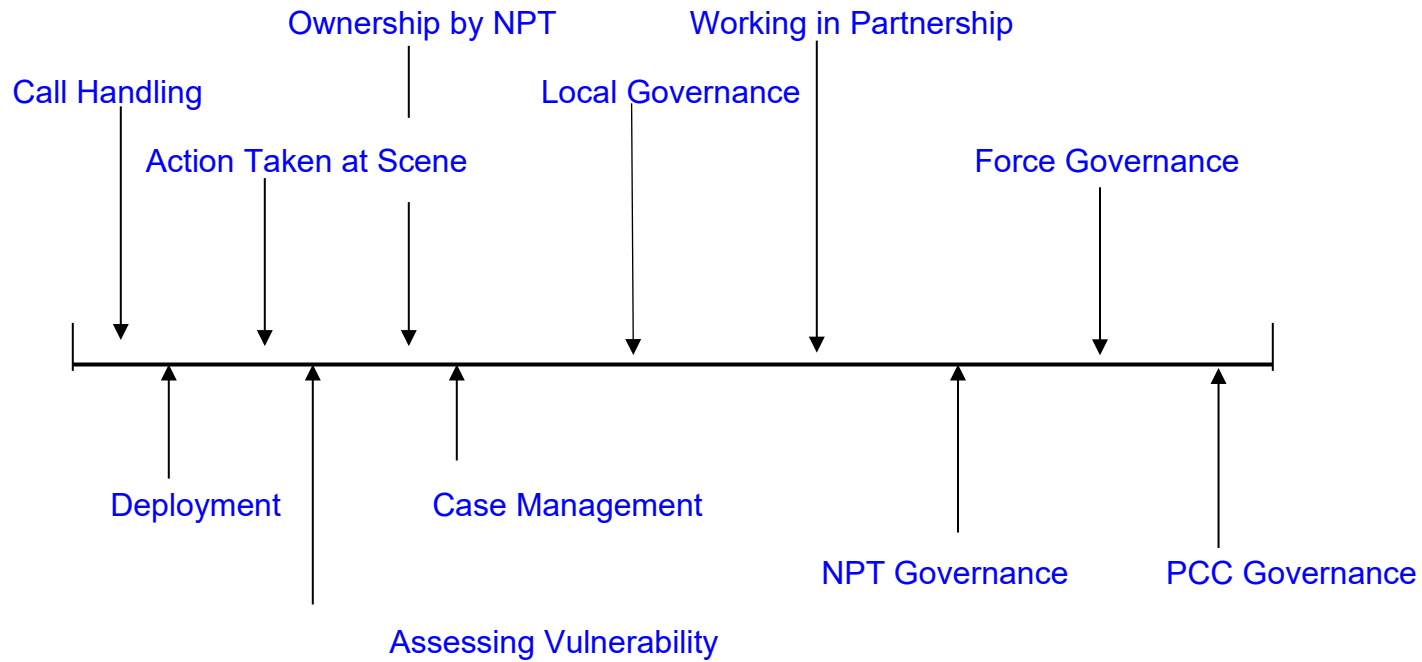 Ownership by NPT
Working in Partnership
Call Handling
Local Governance
Action Taken at Scene
Force Governance
Deployment
Case Management
NPT Governance
PCC Governance
Assessing Vulnerability